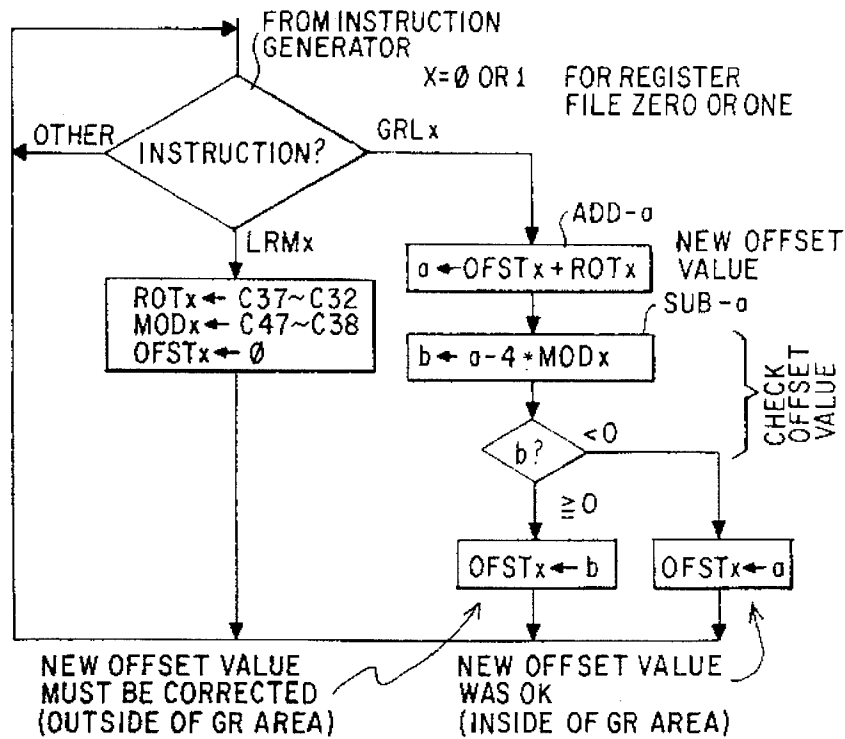 FROM INSTRUCTION
GENERATOR
X=Ø OR 1 FOR REGISTER
FILE ZERO OR ONE
OTHER
INSTRUCTION?
GRLx
LRMx
ROTx ← C37~C32
MODx ← C47~C38
OFSTx ← Ø
ADD-a
a ← OFSTx + ROTx
NEW OFFSET
VALUE
SUB-a
b ← a-4 * MODx
CHECK
OFFSET
VALUE
b?
<0
≧0
OFSTx ← b
OFSTx ← a
NEW OFFSET VALUE
MUST BE CORRECTED
(OUTSIDE OF GR AREA)
NEW OFFSET VALUE
WAS OK
(INSIDE OF GR AREA)